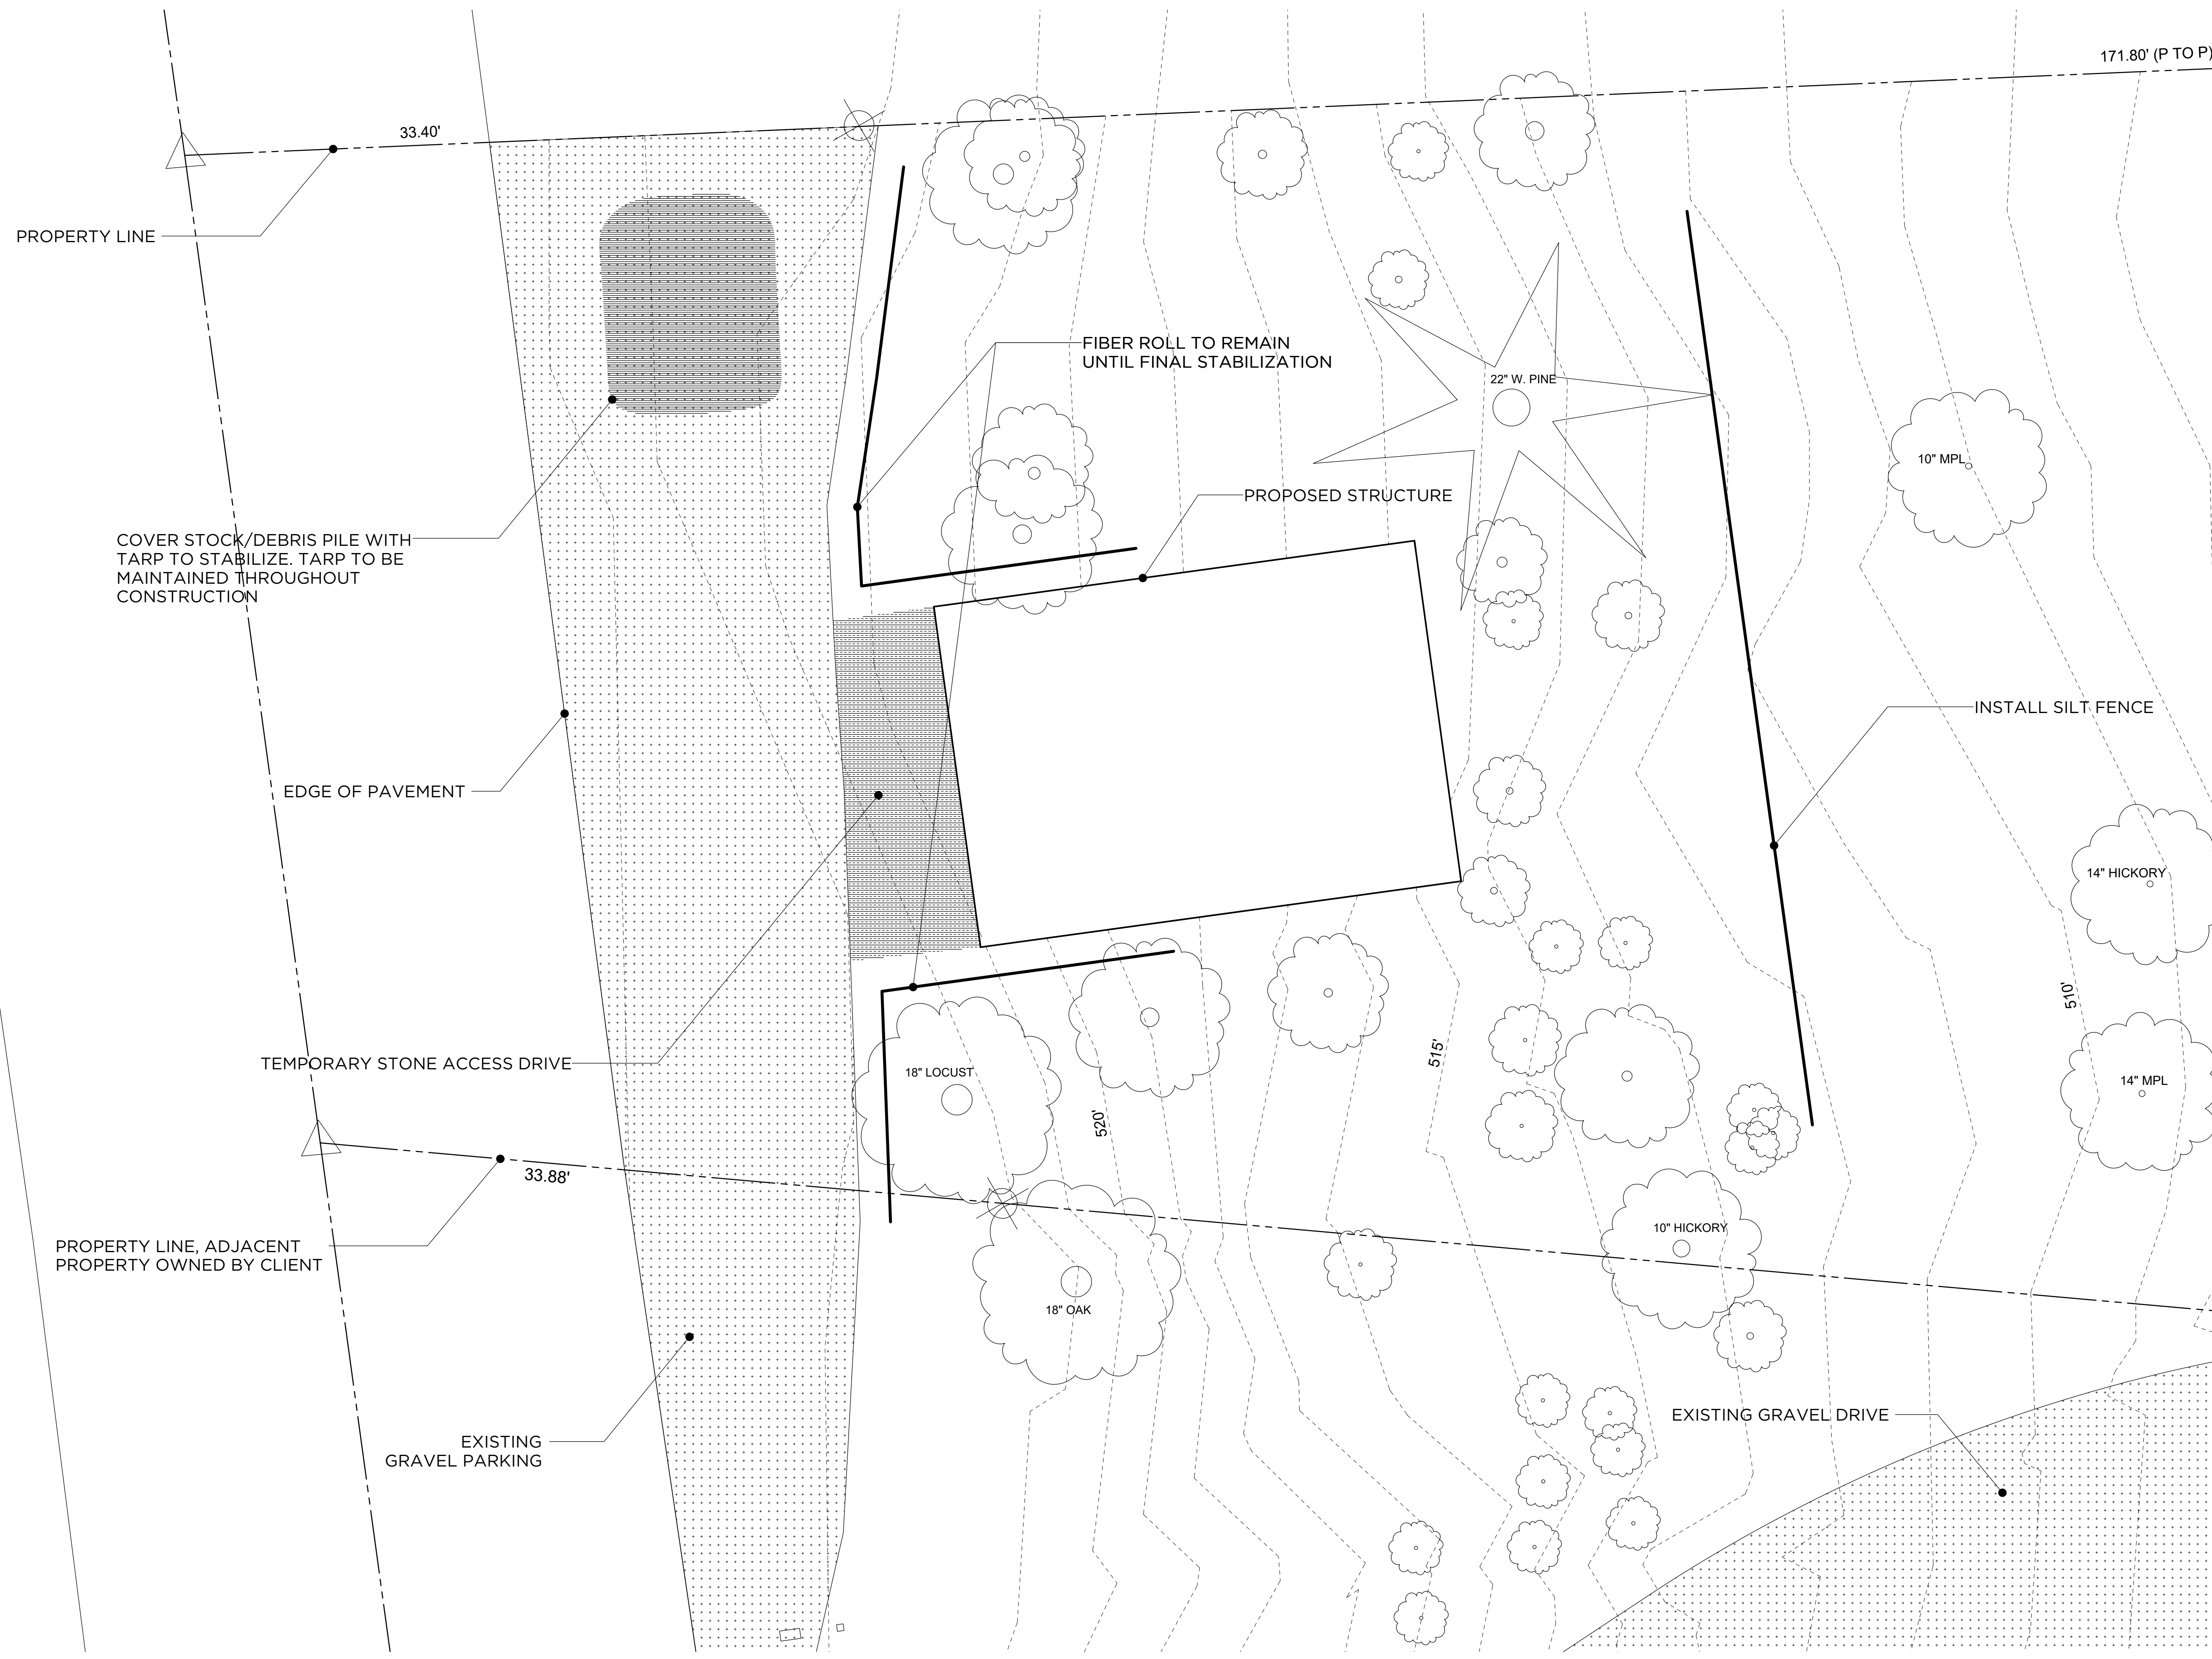 171.80' (P TO P)
33.40'
PROPERTY LINE
FIBER ROLL TO REMAIN
UNTIL FINAL STABILIZATION
22" W. PINE
10" MPL
PROPOSED STRUCTURE
COVER STOCK/DEBRIS PILE WITH
TARP TO STABILIZE. TARP TO BE
MAINTAINED THROUGHOUT
CONSTRUCTION
INSTALL SILT FENCE
EDGE OF PAVEMENT
14" HICKORY
510'
515'
TEMPORARY STONE ACCESS DRIVE
18" LOCUST
14" MPL
520'
33.88'
10" HICKORY
PROPERTY LINE, ADJACENT
PROPERTY OWNED BY CLIENT
18" OAK
EXISTING GRAVEL DRIVE
EXISTING
GRAVEL PARKING